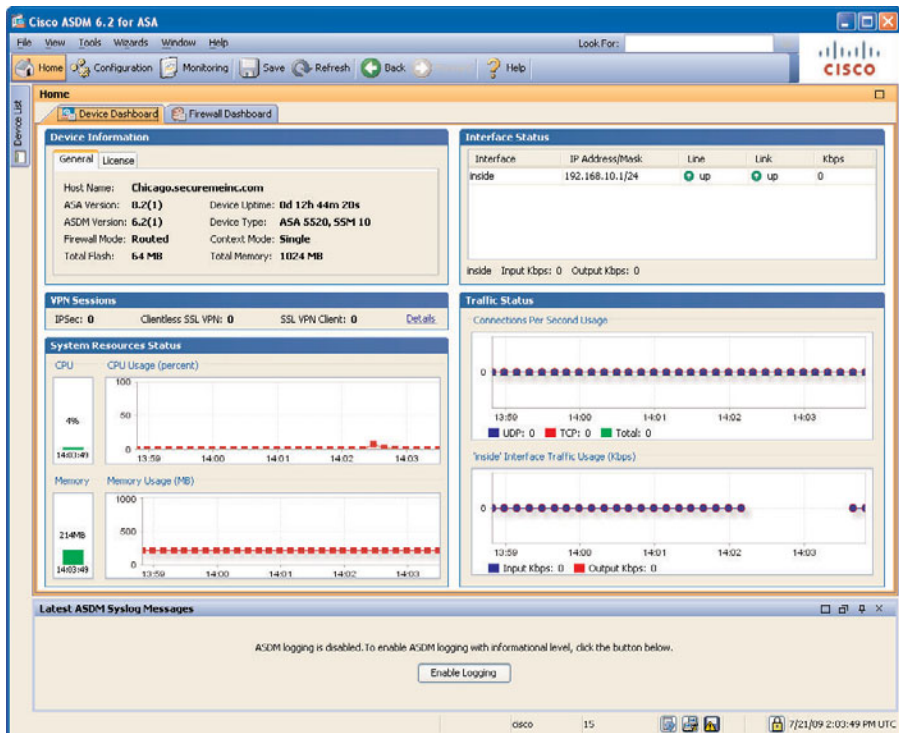 Cisco ASDM 6.2 for ASA
File View Tools Wizards Window Help
Look For:
Home Configuration Monitoring Save Refresh Back Help
CISCO
Device List
Home
Device Dashboard Firewall Dashboard
Device Information
General License
Host Name: Chicago.securemeinc.com
ASA Version: 8.2(1) Device Uptime: 0d 12h 44m 20s
ASDM Version: 6.2(1) Device Type: ASA 5520, SSM 10
Firewall Mode: Routed Context Mode: Single
Total Flash: 64 MB Total Memory: 1024 MB
Interface Status
Interface IP Address/Mask Line Link Kbps
inside 192.168.10.1/24 up up 0
inside Input Kbps: 0 Output Kbps: 0
VPN Sessions
IPSec: 0 Clientless SSL VPN: 0 SSL VPN Client: 0 Details
System Resources Status
CPU CPU Usage (percent)
100
50
0
4%
14:03:49
13:59 14:00 14:01 14:02 14:03
Memory Memory Usage (MB)
1000
500
0
214MB
14:03:49
13:59 14:00 14:01 14:02 14:03
Traffic Status
Connections Per Second Usage
0
13:59 14:00 14:01 14:02 14:03
UDP: 0 TCP: 0 Total: 0
'inside' Interface Traffic Usage (Kbps)
0
13:59 14:00 14:01 14:02 14:03
Input Kbps: 0 Output Kbps: 0
Latest ASDM Syslog Messages
ASDM logging is disabled.To enable ASDM logging with informational level, click the button below.
Enable Logging
cisco 15 7/21/09 2:03:49 PM UTC